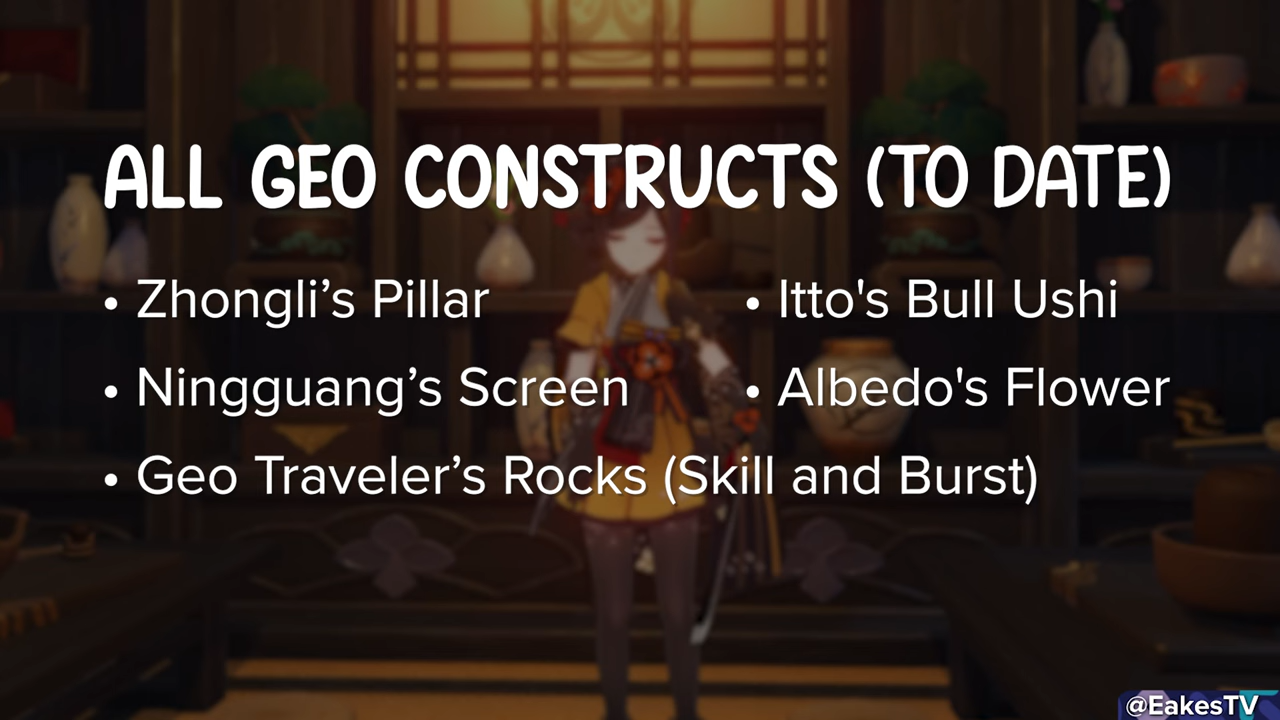 ALL GEO CONSTRUCTS (TO DATE)
• Zhongli’s Pillar
• Itto's Bull Ushi
• Ningguang’s Screen
• Albedo's Flower
• Geo Traveler’s Rocks (Skill and Burst)
@EakesTV